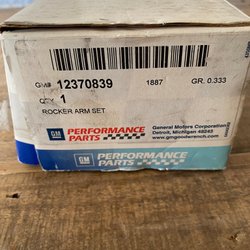 GM# 12370839 1887 GR. 0.333
QTY. 1
ROCKER ARM SET
GM PERFORMANCE PARTS
General Motors Corporation
Detroit, Michigan 48243
www.gmgoodwrench.com
GM PERFORMANCE PARTS